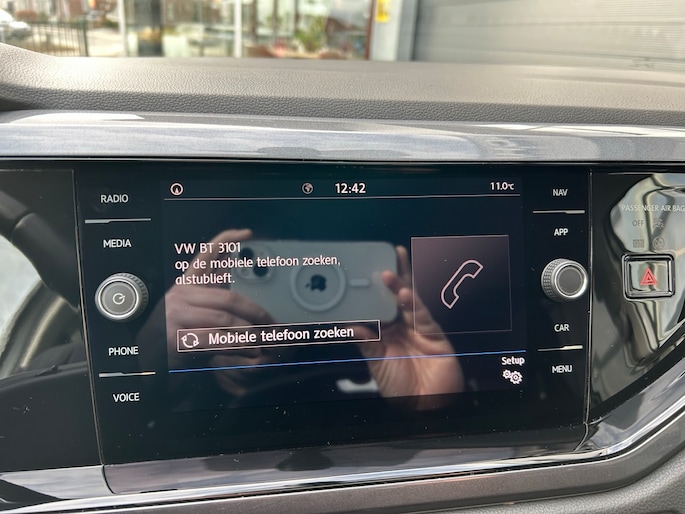 RADIO
MEDIA
PHONE
VOICE
12:42
11.0°C
VW BT 3101
op de mobiele telefoon zoeken,
alstublieft.
Mobiele telefoon zoeken
Setup
NAV
APP
CAR
MENU
PASSENGER AIR BAG
OFF